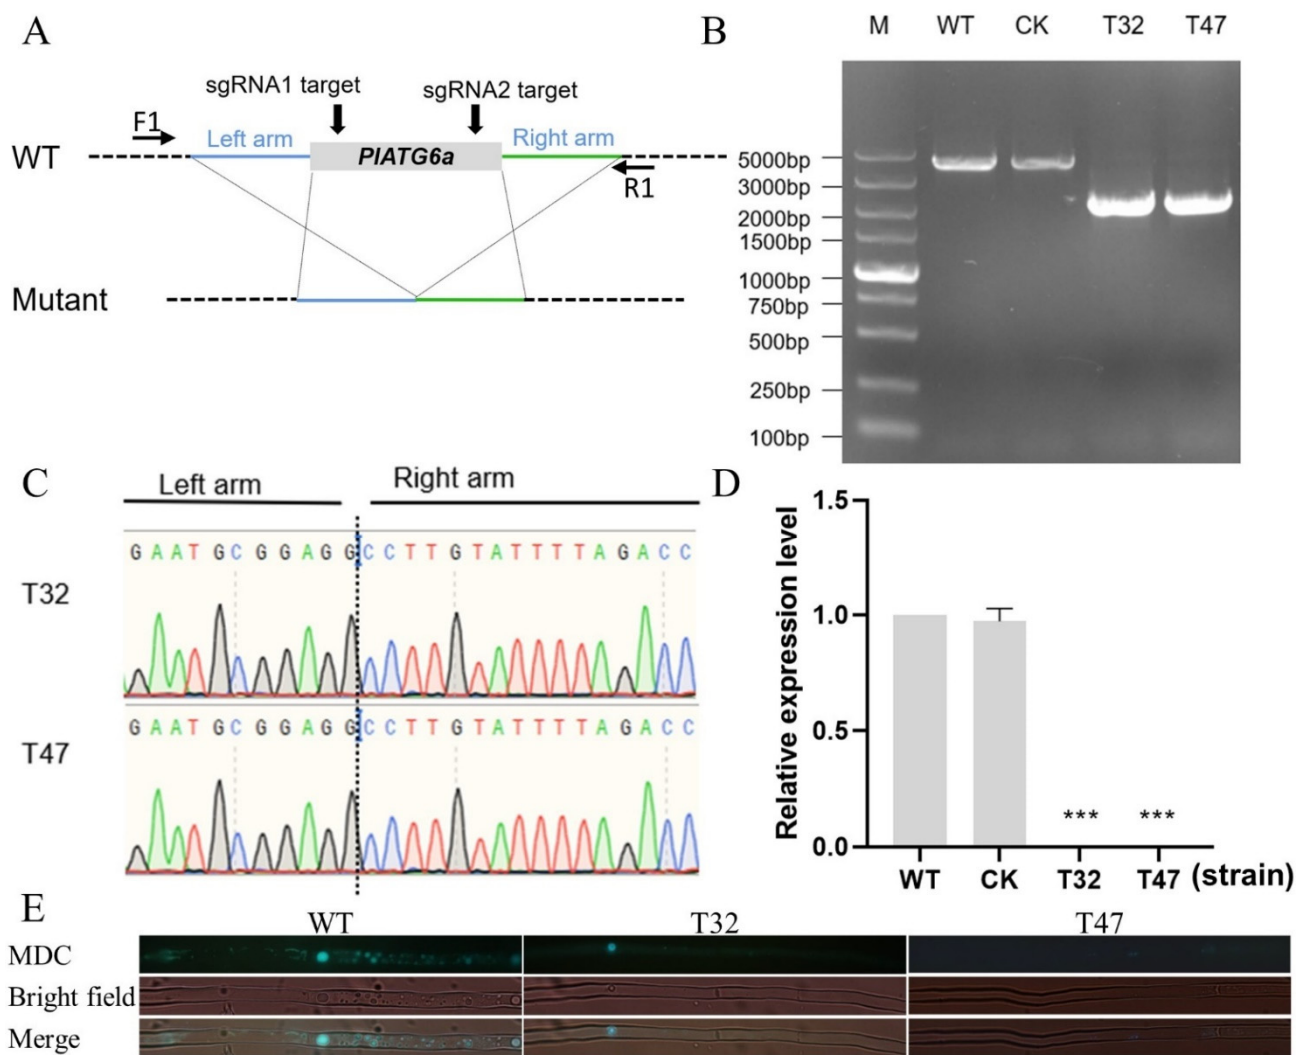 A
sgRNA1 target
sgRNA2 target
F1
Left arm
Right arm
WT
PlATG6a
R1
Mutant
B
M WT CK T32 T47
5000bp
3000bp
2000bp
1500bp
1000bp
750bp
500bp
250bp
100bp
C
Left arm
Right arm
G A A T G C G G A G G C C T T G T A T T T T A G A C C
T32
G A A T G C G G A G G C C T T G T A T T T T A G A C C
T47
D
Relative expression level
1.5
1.0
0.5
0.0
*** ***
WT CK T32 T47 (strain)
E
WT T32 T47
MDC
Bright field
Merge